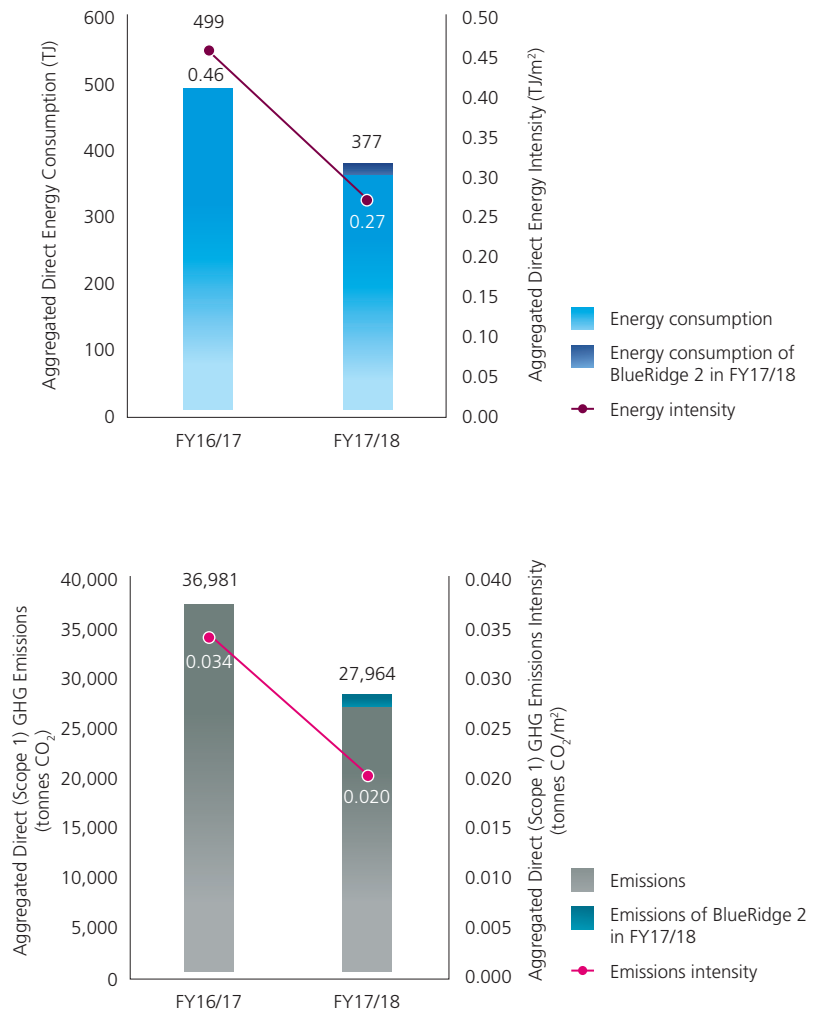 Aggregated Direct Energy Consumption (TJ)
600
500
400
300
200
100
0
499
0.46
377
0.27
FY16/17
FY17/18
0.50
0.45
0.40
0.35
0.30
0.25
0.20
0.15
0.10
0.05
0.00
Aggregated Direct Energy Intensity (TJ/m²)
Energy consumption
Energy consumption of
BlueRidge 2 in FY17/18
Energy intensity
Aggregated Direct (Scope 1) GHG Emissions
(tonnes CO₂)
40,000
35,000
30,000
25,000
20,000
15,000
10,000
5,000
0
36,981
0.034
27,964
0.020
FY16/17
FY17/18
0.040
0.035
0.030
0.025
0.020
0.015
0.010
0.005
0.000
Aggregated Direct (Scope 1) GHG Emissions Intensity
(tonnes CO₂/m²)
Emissions
Emissions of BlueRidge 2
in FY17/18
Emissions intensity